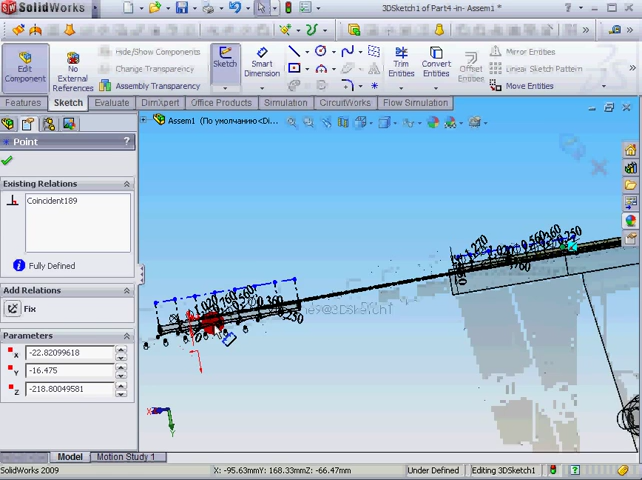 SolidWorks
3DSketch1 of Part4 -in- Assem1 *
Edit Component
No External References
Hide/Show Components
Change Transparency
Assembly Transparency
Sketch
Smart Dimension
Trim Entities
Convert Entities
Offset Entities
Mirror Entities
Linear Sketch Pattern
Move Entities
Features
Sketch
Evaluate
DimXpert
Office Products
Simulation
CircuitWorks
Flow Simulation
Point
?
Assem1 (По умолчанию<Di...
Existing Relations
Coincident189
Fully Defined
Add Relations
Fix
Parameters
X
-22.82099618
Y
-16.475
Z
-218.80049581
Model
Motion Study 1
SolidWorks 2009
X: -95.63mmY: 168.33mmZ: -66.47mm
Under Defined
Editing 3DSketch1